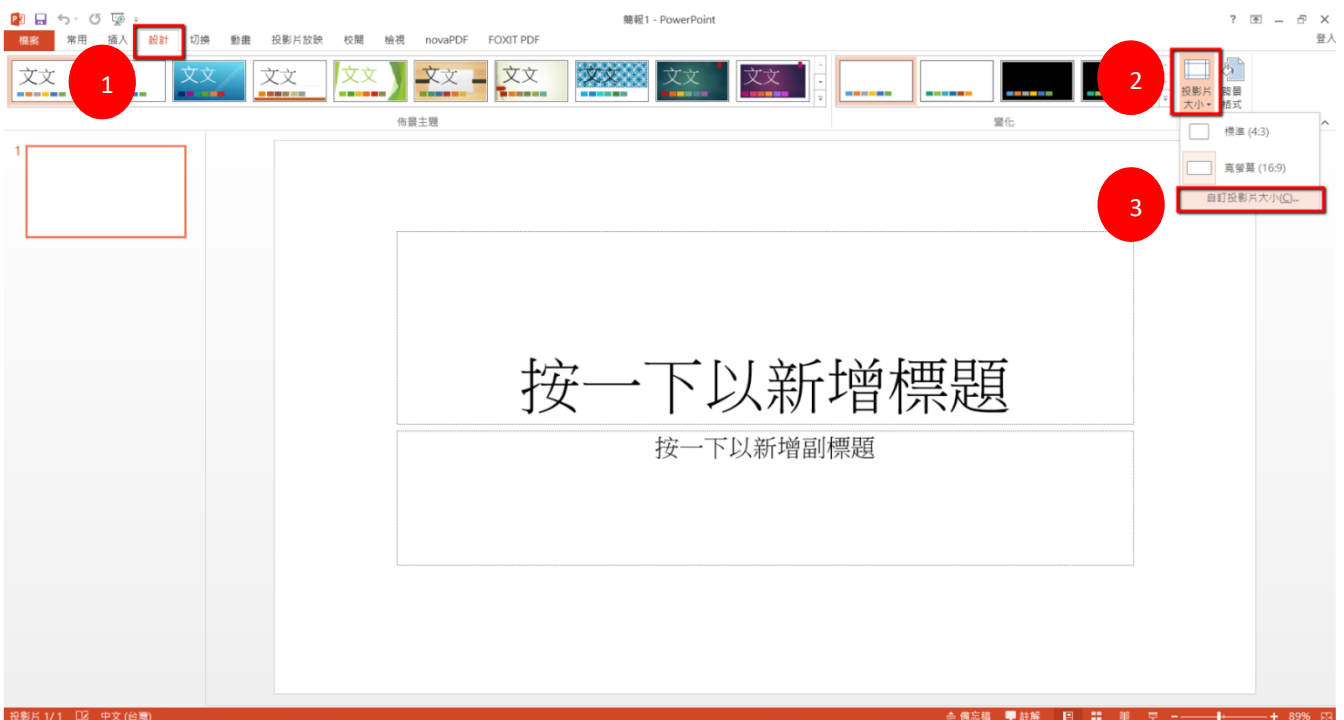 簡報1 - PowerPoint
?
登入
檔案 常用 插入 設計 切換 動畫 投影片放映 校閱 檢視 novaPDF FOXIT PDF
文文 文文 文文 文文 文文 文文 文文 文文 文文
1
2
投影片
大小
背景
格式
佈景主題
變化
標準 (4:3)
寬螢幕 (16:9)
自訂投影片大小(C)...
3
1
按一下以新增標題
按一下以新增副標題
投影片 1/1 中文(台灣) 備忘稿 註解 89%